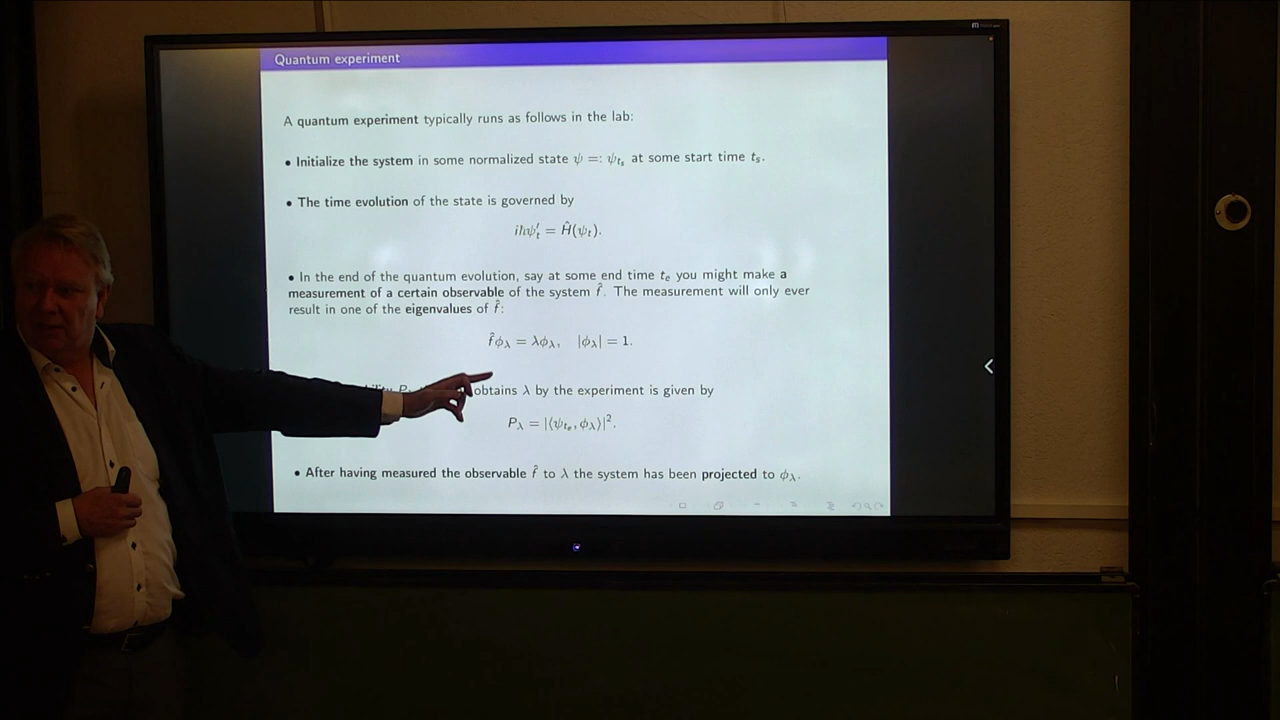 Quantum experiment
A quantum experiment typically runs as follows in the lab:
• Initialize the system in some normalized state ψ =: ψ_{t_s} at some start time t_s.
• The time evolution of the state is governed by
iℏψ′_t = Ĥ(ψ_t).
• In the end of the quantum evolution, say at some end time t_e you might make a
measurement of a certain observable of the system f̂. The measurement will only ever
result in one of the eigenvalues of f̂:
f̂ϕ_λ = λϕ_λ, |ϕ_λ| = 1.
obtains λ by the experiment is given by
P_λ = |⟨ψ_{t_e}, ϕ_λ⟩|².
• After having measured the observable f̂ to λ the system has been projected to ϕ_λ.